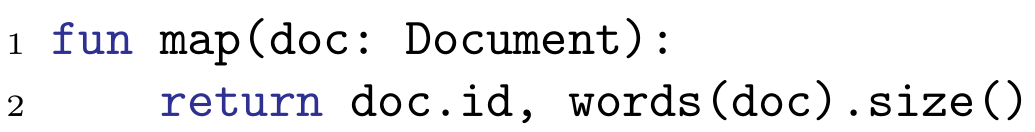 1 fun map(doc: Document):
2     return doc.id, words(doc).size()